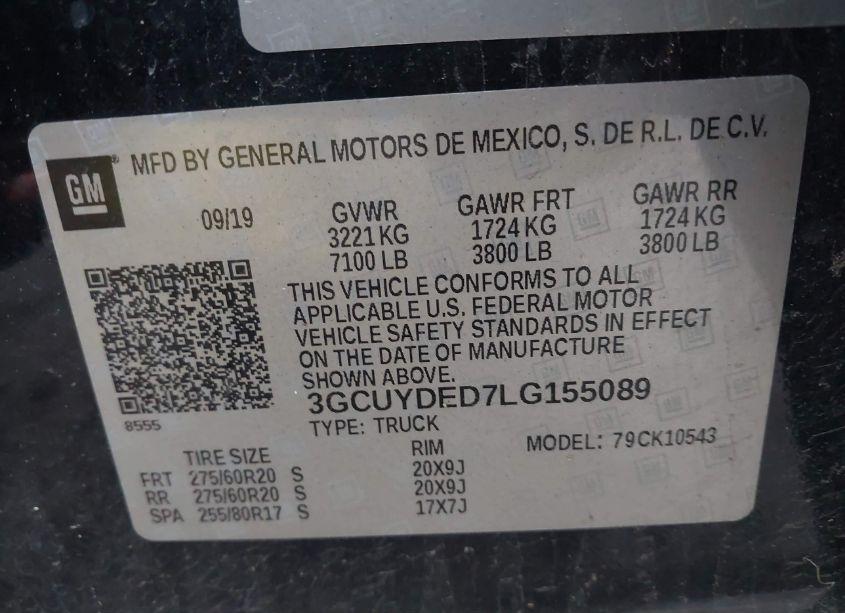 GM
MFD BY GENERAL MOTORS DE MEXICO, S. DE R.L. DE C.V.
09/19 GVWR GAWR FRT GAWR RR
3221 KG 1724 KG 1724 KG
7100 LB 3800 LB 3800 LB
THIS VEHICLE CONFORMS TO ALL
APPLICABLE U.S. FEDERAL MOTOR
VEHICLE SAFETY STANDARDS IN EFFECT
ON THE DATE OF MANUFACTURE
SHOWN ABOVE.
3GCUYDED7LG155089
8555
TYPE: TRUCK MODEL: 79CK10543
TIRE SIZE RIM
FRT 275/60R20 S 20X9J
RR 275/60R20 S 20X9J
SPA 255/80R17 S 17X7J